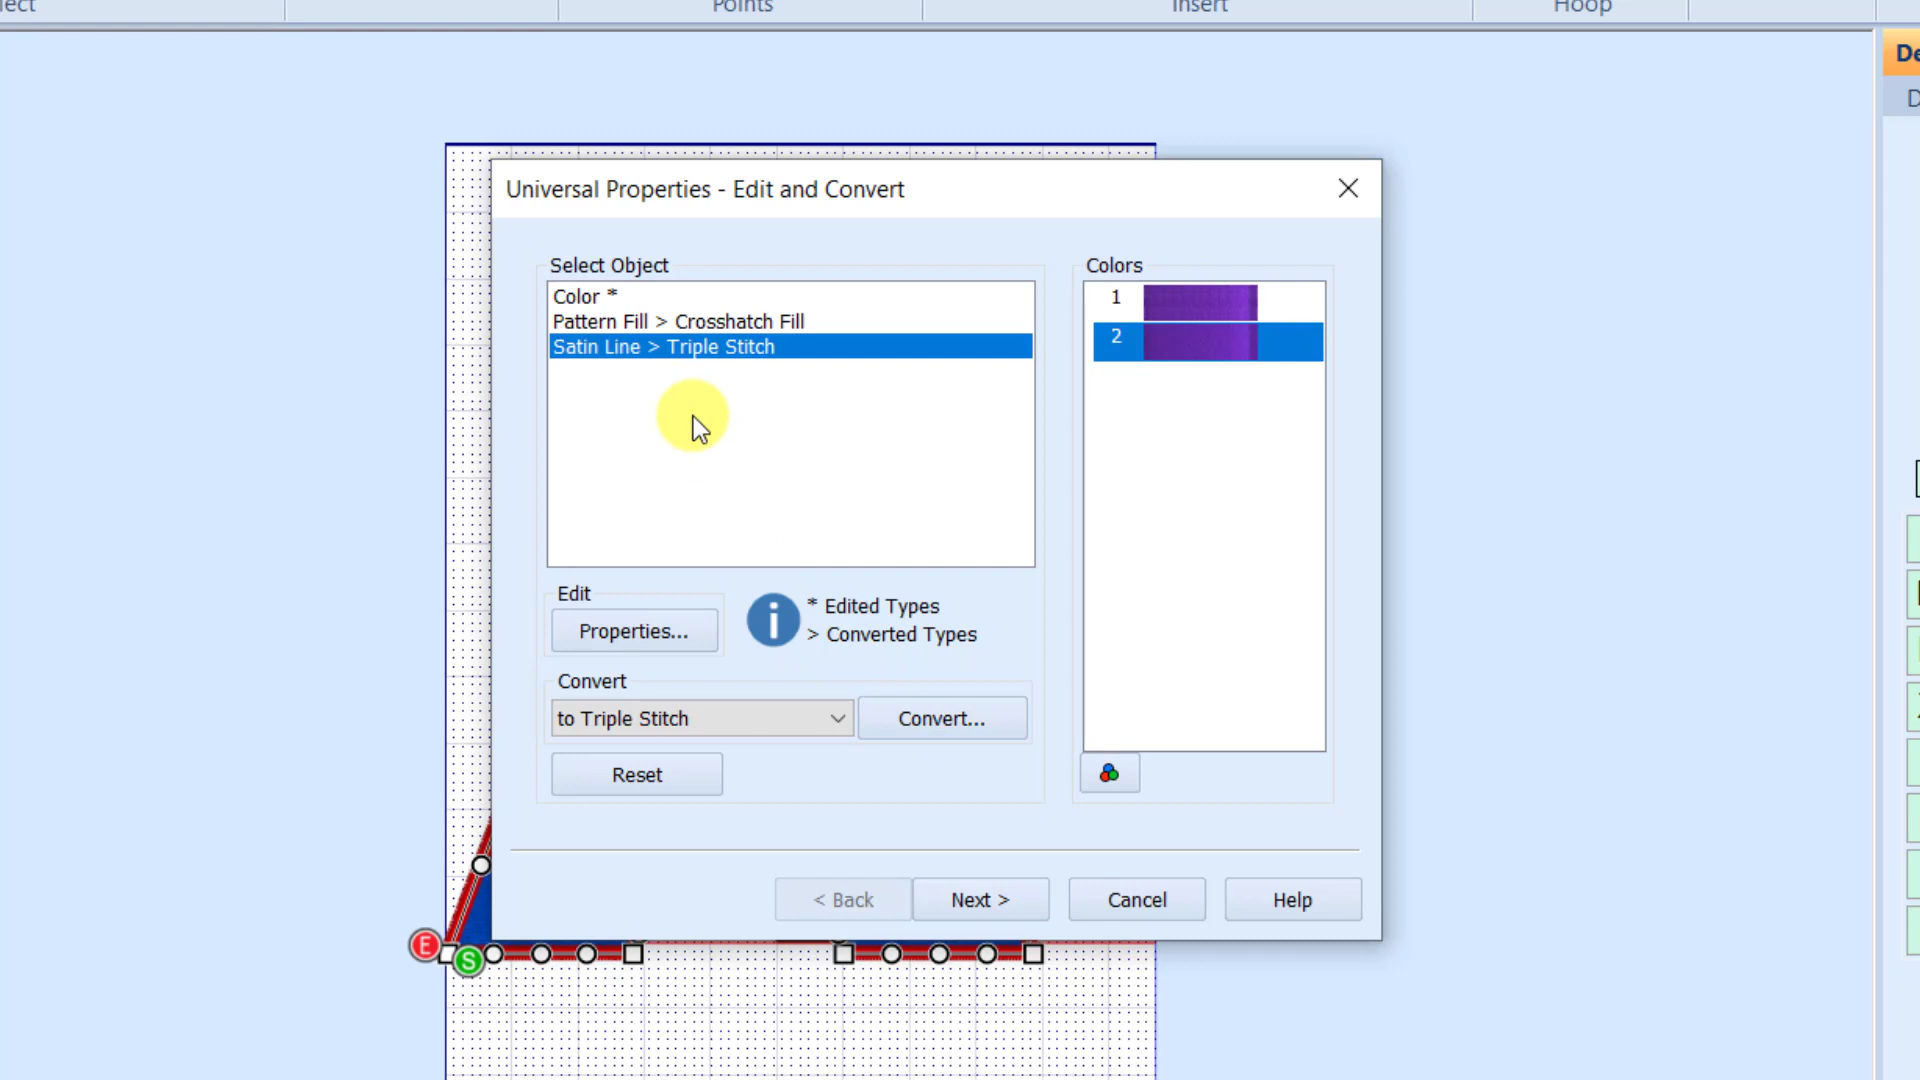 Points
Insert
Hoop
Universal Properties - Edit and Convert
Select Object
Colors
Color *
Pattern Fill > Crosshatch Fill
Satin Line > Triple Stitch
1
2
Edit
Properties...
i
* Edited Types
> Converted Types
Convert
to Triple Stitch
Convert...
Reset
< Back
Next >
Cancel
Help
E
S